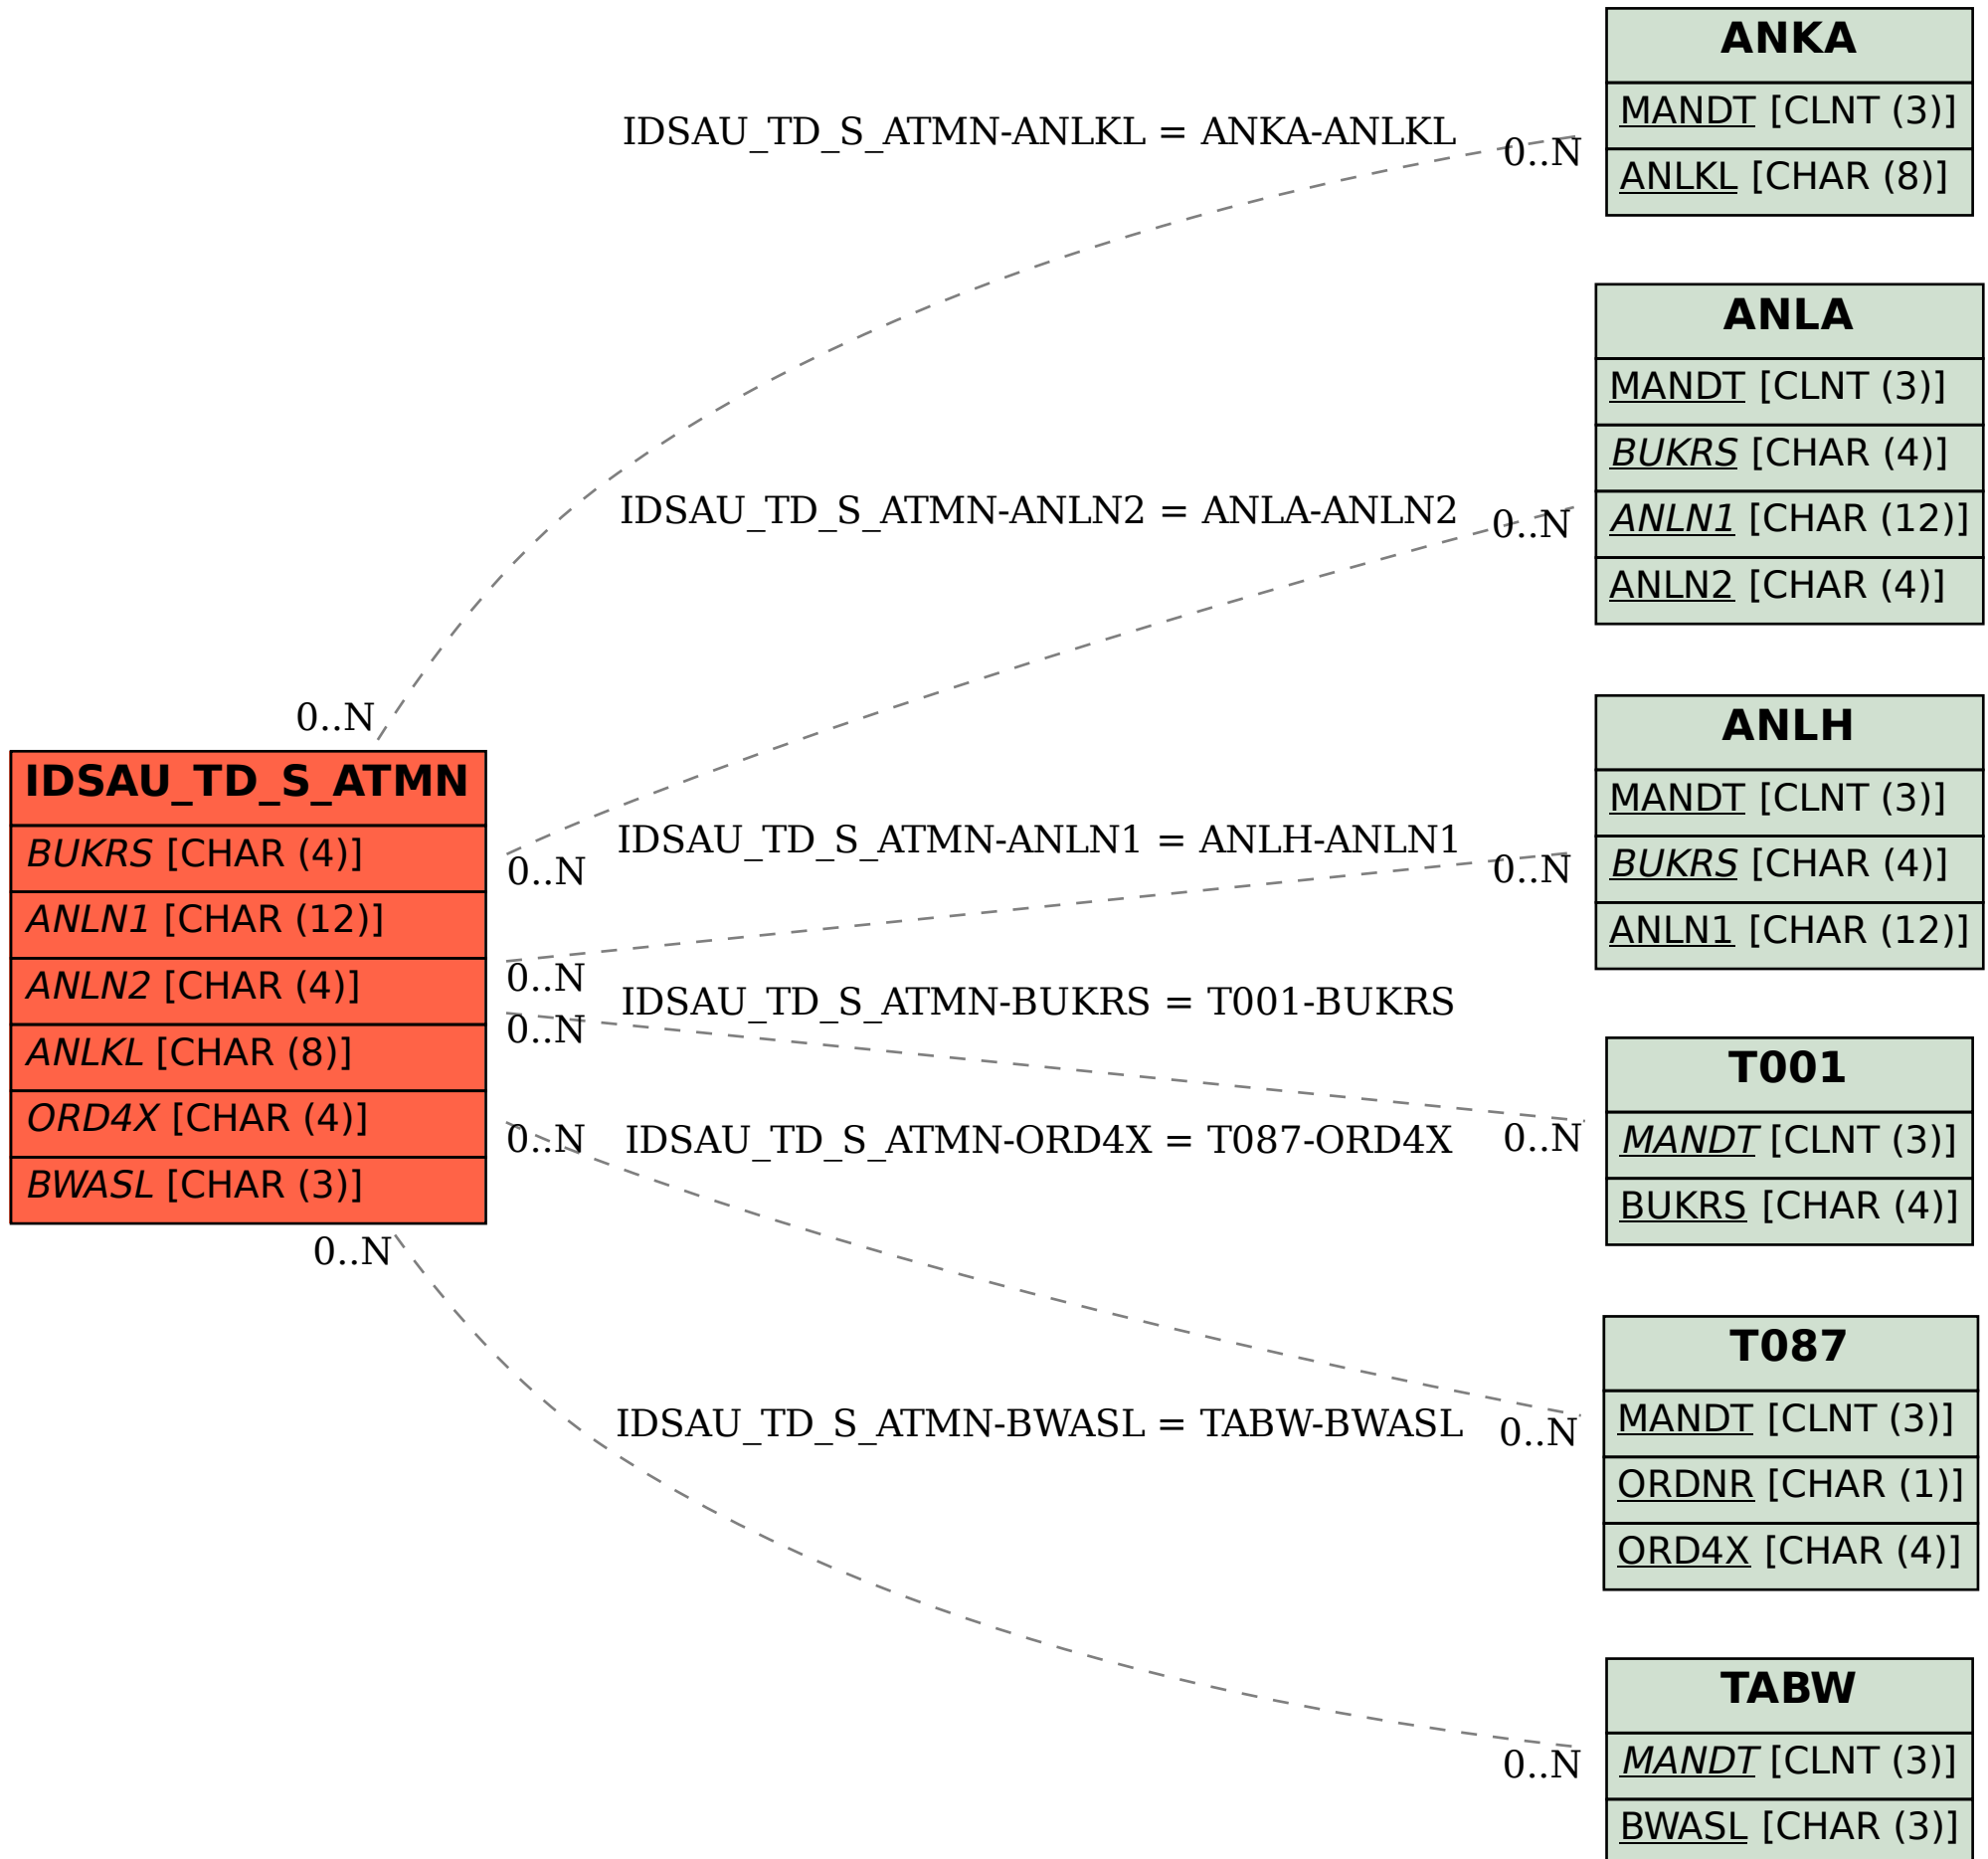 ANKA
MANDT [CLNT (3)]
ANLKL [CHAR (8)]
IDSAU_TD_S_ATMN-ANLKL = ANKA-ANLKL
0..N
0..N
ANLA
MANDT [CLNT (3)]
BUKRS [CHAR (4)]
ANLN1 [CHAR (12)]
ANLN2 [CHAR (4)]
IDSAU_TD_S_ATMN-ANLN2 = ANLA-ANLN2
0..N
0..N
ANLH
MANDT [CLNT (3)]
BUKRS [CHAR (4)]
ANLN1 [CHAR (12)]
IDSAU_TD_S_ATMN
BUKRS [CHAR (4)]
ANLN1 [CHAR (12)]
ANLN2 [CHAR (4)]
ANLKL [CHAR (8)]
ORD4X [CHAR (4)]
BWASL [CHAR (3)]
IDSAU_TD_S_ATMN-ANLN1 = ANLH-ANLN1
0..N
0..N
IDSAU_TD_S_ATMN-BUKRS = T001-BUKRS
0..N
0..N
T001
MANDT [CLNT (3)]
BUKRS [CHAR (4)]
IDSAU_TD_S_ATMN-ORD4X = T087-ORD4X
0..N
0..N
T087
MANDT [CLNT (3)]
ORDNR [CHAR (1)]
ORD4X [CHAR (4)]
IDSAU_TD_S_ATMN-BWASL = TABW-BWASL
0..N
0..N
TABW
MANDT [CLNT (3)]
BWASL [CHAR (3)]